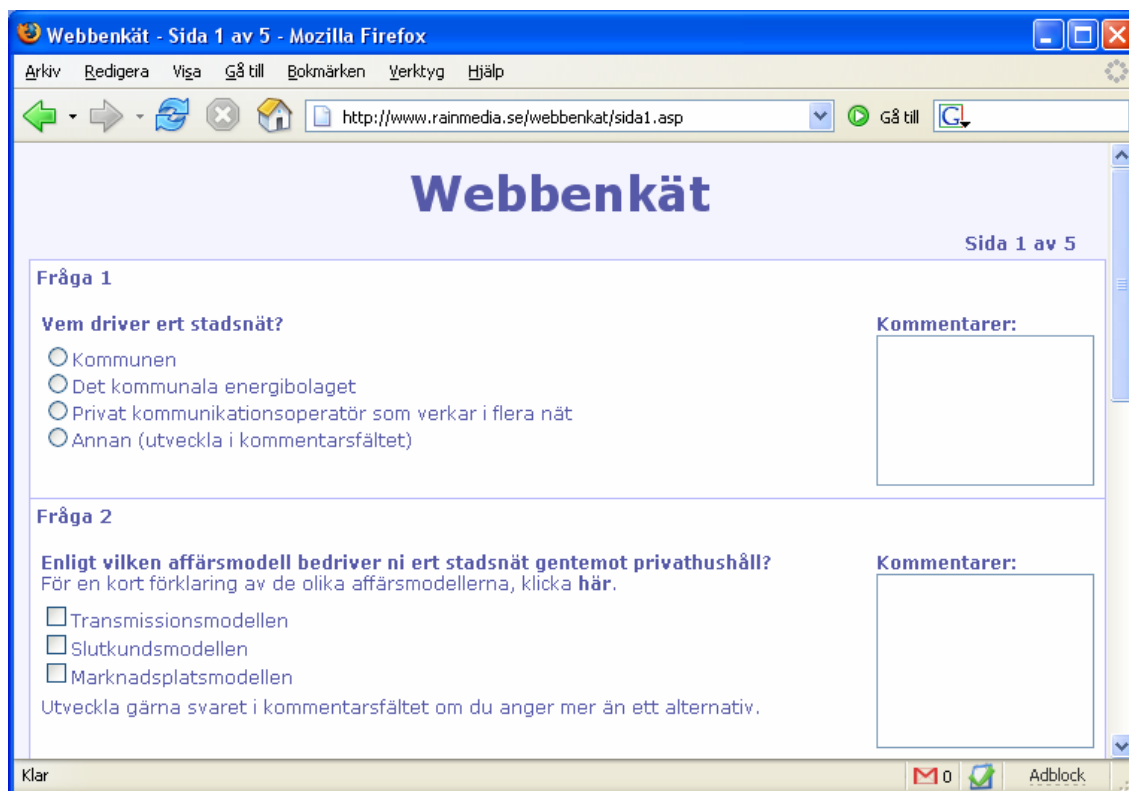 Webbenkät - Sida 1 av 5 - Mozilla Firefox
Arkiv Redigera Visa Gå till Bokmärken Verktyg Hjälp
http://www.rainmedia.se/webbenkat/sida1.asp Gå till G
Webbenkät
Sida 1 av 5
Fråga 1
Vem driver ert stadsnät? Kommentarer:
Kommunen
Det kommunala energibolaget
Privat kommunikationsoperatör som verkar i flera nät
Annan (utveckla i kommentarsfältet)
Fråga 2
Enligt vilken affärsmodell bedriver ni ert stadsnät gentemot privathushåll? Kommentarer:
För en kort förklaring av de olika affärsmodellerna, klicka här.
Transmissionsmodellen
Slutkundsmodellen
Marknadsplatsmodellen
Utveckla gärna svaret i kommentarsfältet om du anger mer än ett alternativ.
Klar 0 Adblock